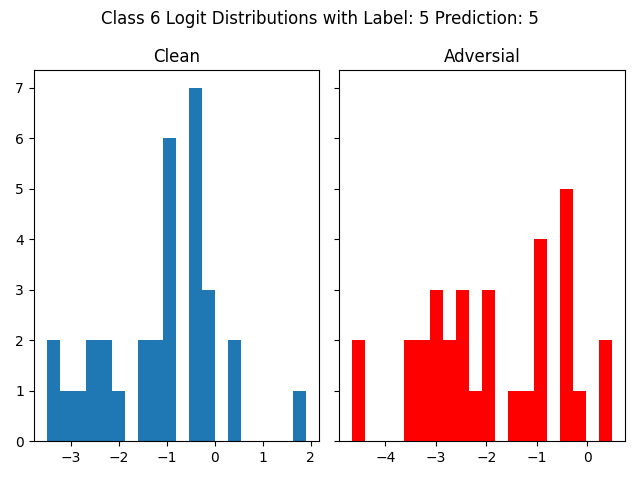 Class 6 Logit Distributions with Label: 5 Prediction: 5
Clean
Adversial
7
6
5
4
3
2
1
0
−3 −2 −1 0 1 2
−4 −3 −2 −1 0